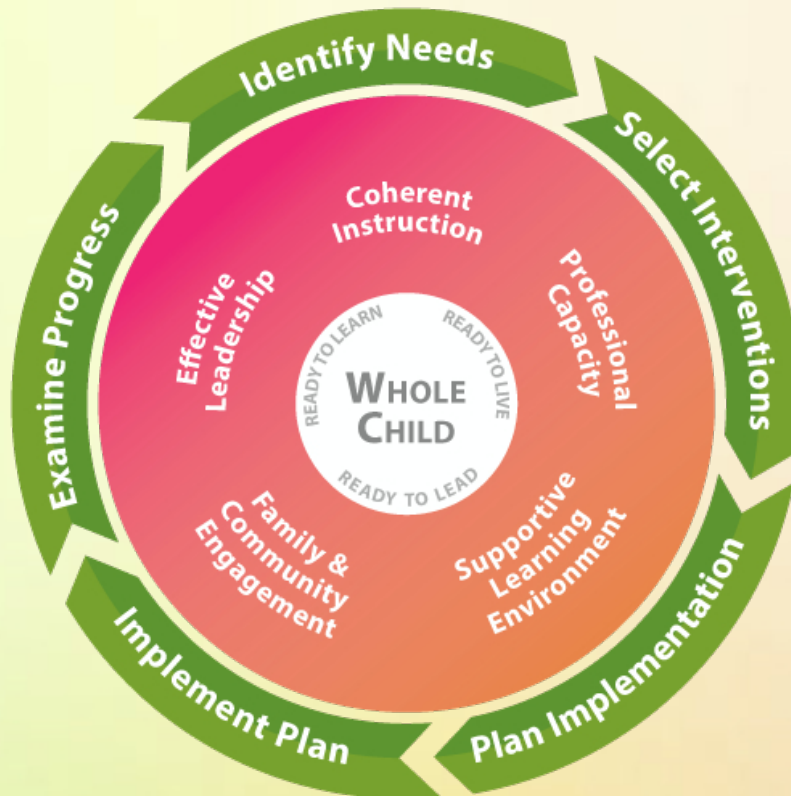 Identify Needs
Select Interventions
Plan Implementation
Implement Plan
Examine Progress
Coherent
Instruction
Professional
Capacity
Supportive
Learning
Environment
Family &
Community
Engagement
Effective
Leadership
READY TO LEARN
READY TO LIVE
READY TO LEAD
WHOLE
CHILD